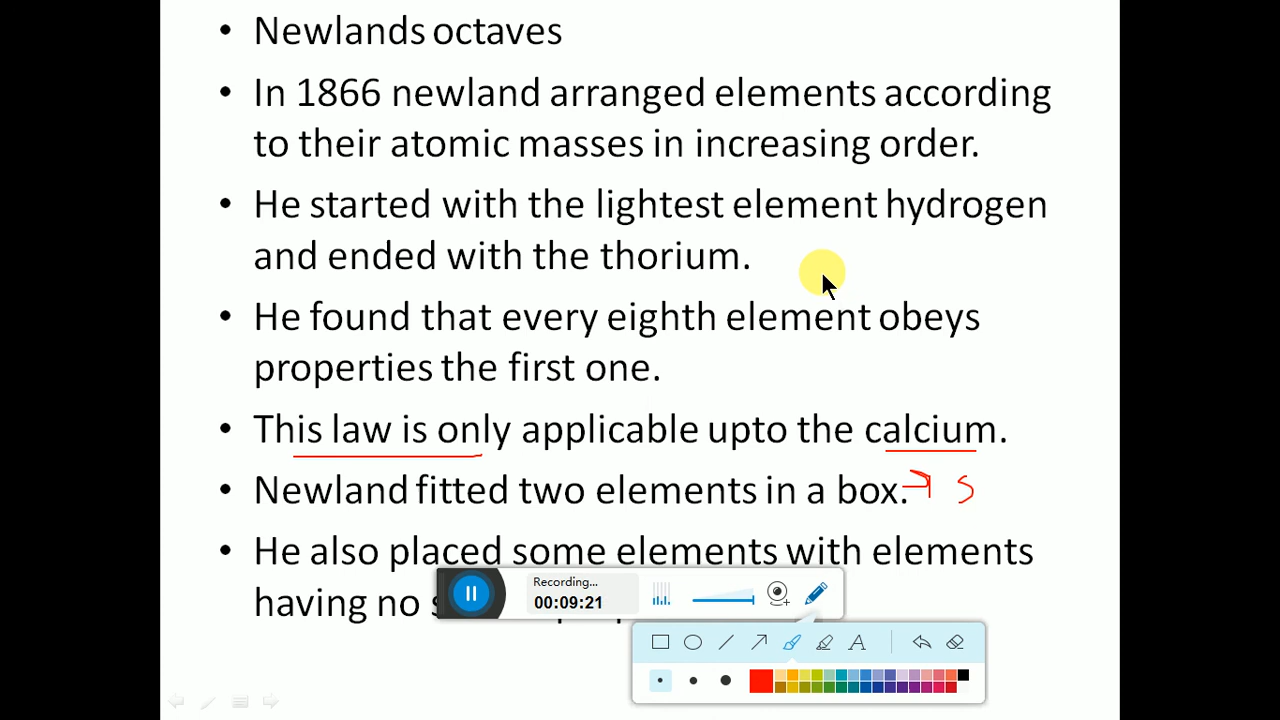 • Newlands octaves
• In 1866 newland arranged elements according
to their atomic masses in increasing order.
• He started with the lightest element hydrogen
and ended with the thorium.
• He found that every eighth element obeys
properties the first one.
• This law is only applicable upto the calcium.
• Newland fitted two elements in a box.
• He also placed some elements with elements
having no
Recording...
00:09:21
A